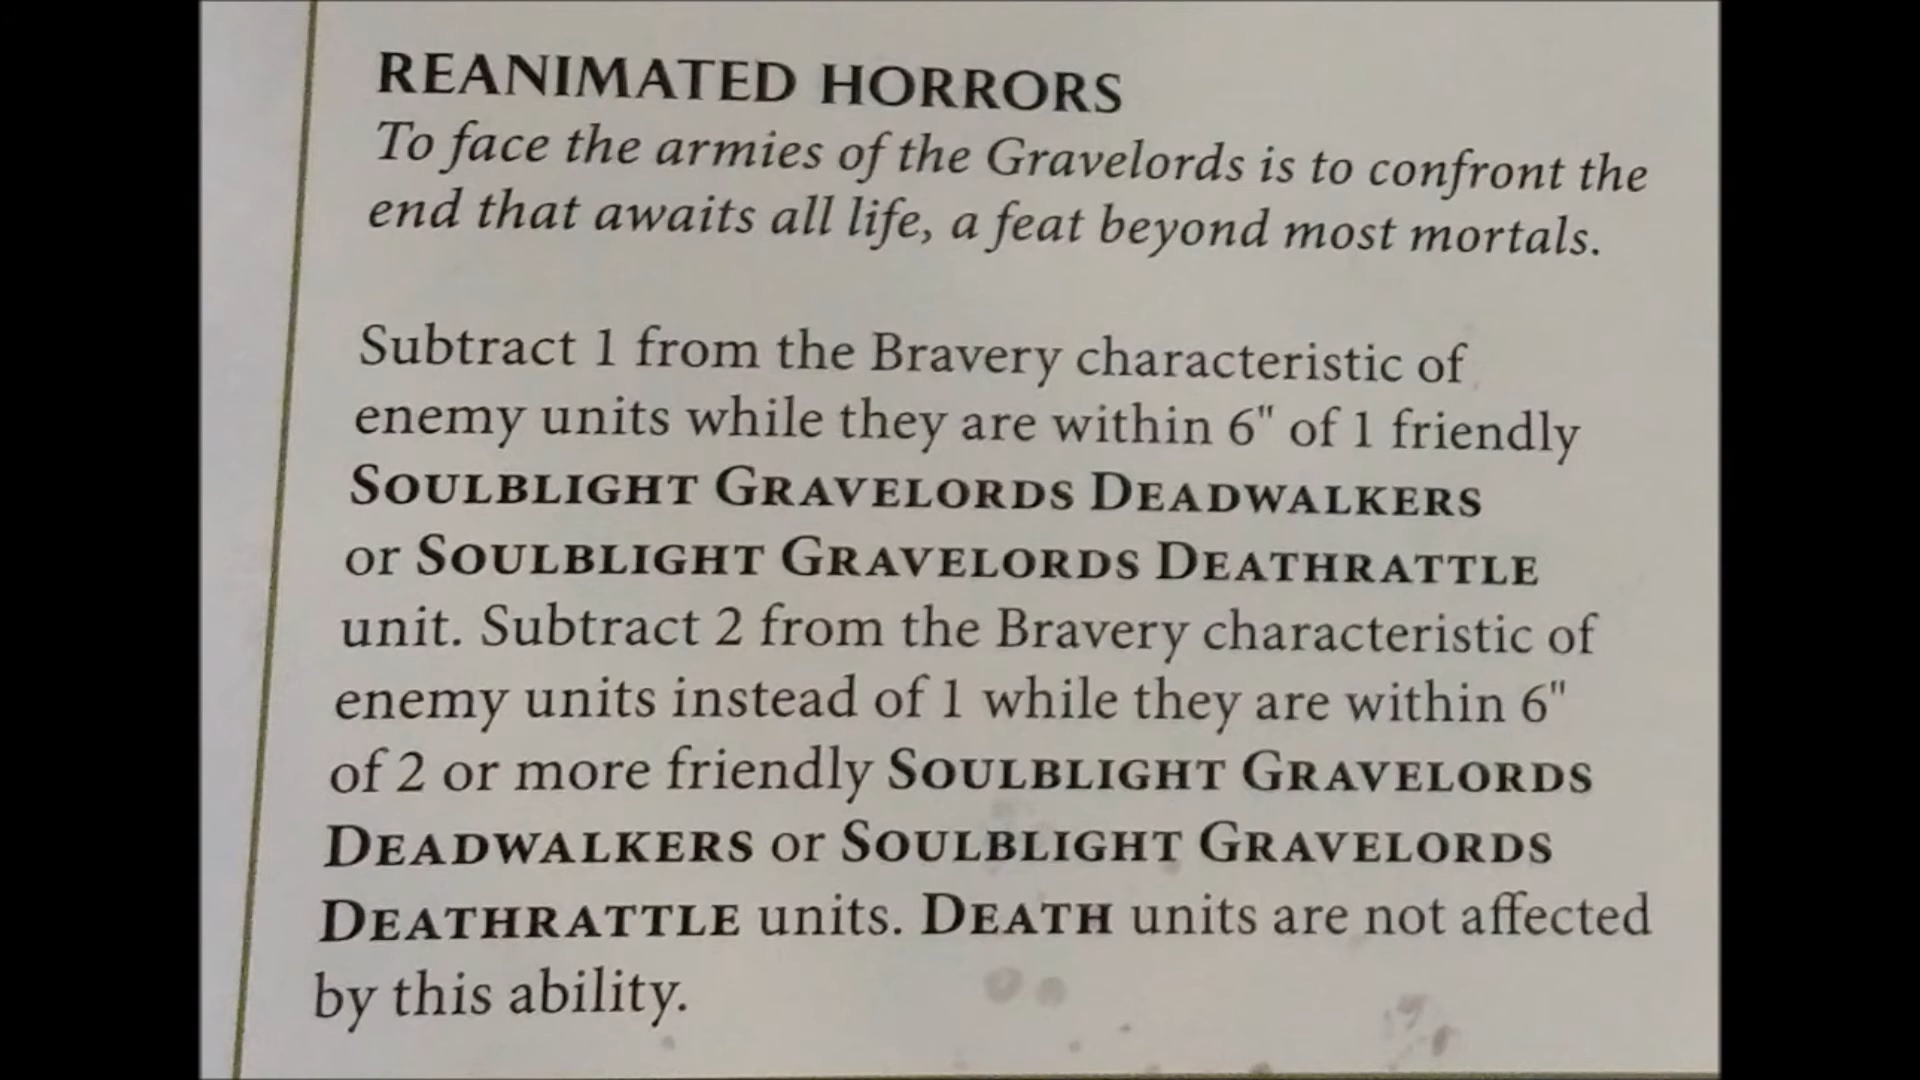 REANIMATED HORRORS
To face the armies of the Gravelords is to confront the
end that awaits all life, a feat beyond most mortals.
Subtract 1 from the Bravery characteristic of
enemy units while they are within 6" of 1 friendly
SOULBLIGHT GRAVELORDS DEADWALKERS
or SOULBLIGHT GRAVELORDS DEATHRATTLE
unit. Subtract 2 from the Bravery characteristic of
enemy units instead of 1 while they are within 6"
of 2 or more friendly SOULBLIGHT GRAVELORDS
DEADWALKERS or SOULBLIGHT GRAVELORDS
DEATHRATTLE units. DEATH units are not affected
by this ability.